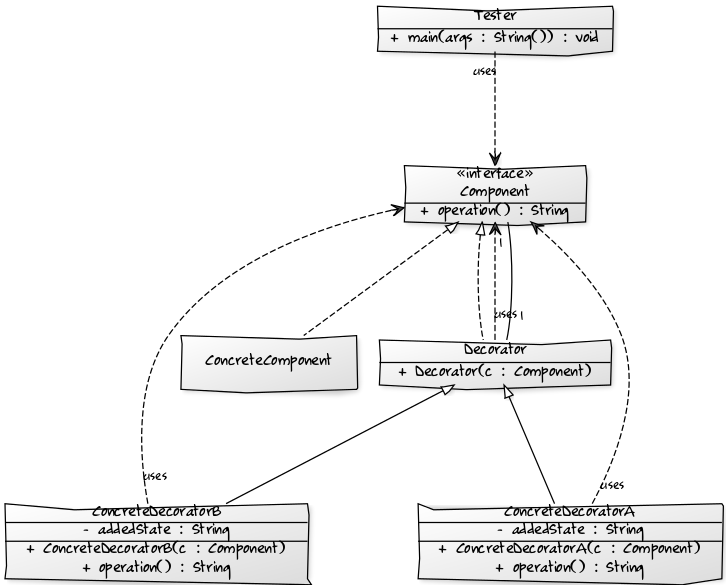 Tester
+ main(args : String()) : void
uses
<<interface>>
Component
+ operation() : String
1
uses 1
ConcreteComponent
Decorator
+ Decorator(c : Component)
uses
uses
ConcreteDecoratorB
- addedState : String
+ ConcreteDecoratorB(c : Component)
+ operation() : String
ConcreteDecoratorA
- addedState : String
+ ConcreteDecoratorA(c : Component)
+ operation() : String